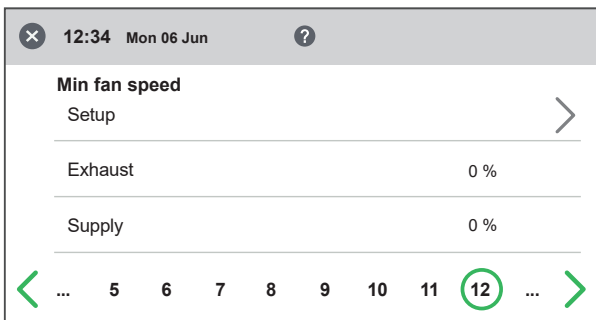 12:34 Mon 06 Jun ?
Min fan speed
Setup
Exhaust 0 %
Supply 0 %
... 5 6 7 8 9 10 11 12 ...